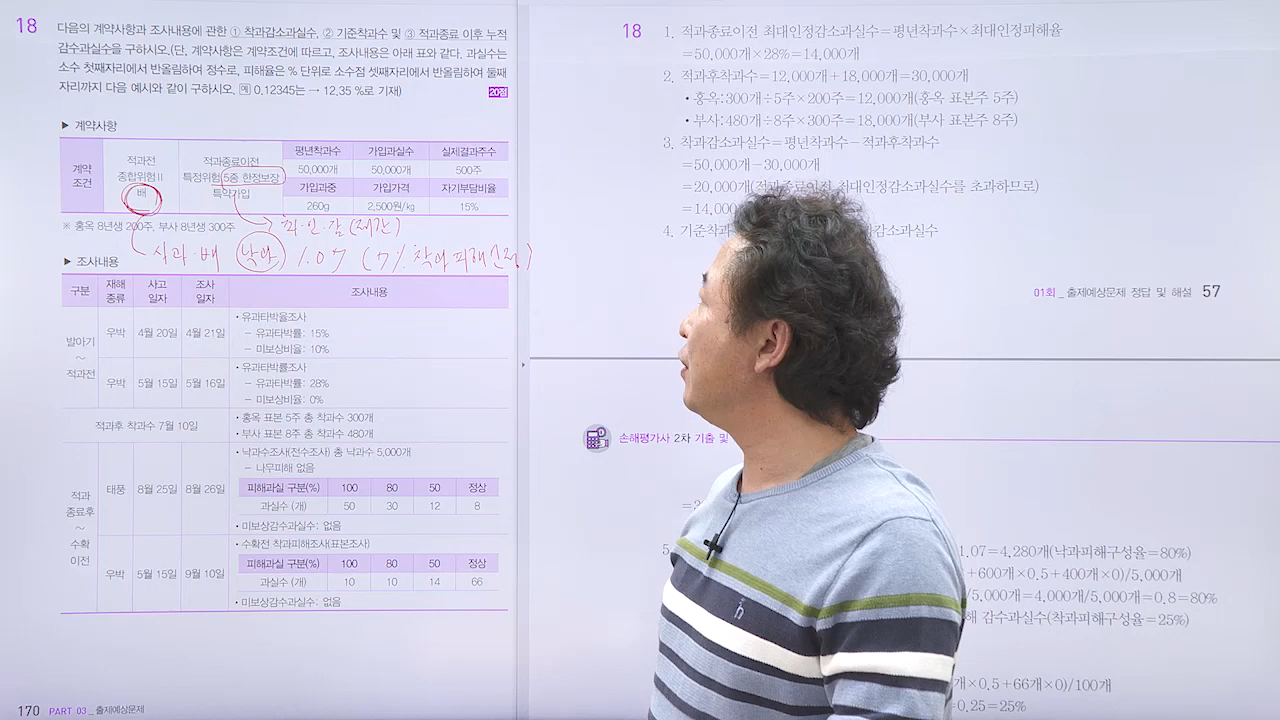 18 다음의 계약사항과 조사내용에 관한 ① 착과감소과실수, ② 기준착과수 및 ③ 적과종료 이후 누적
감수과실수를 구하시오.(단, 계약사항은 계약조건에 따르고, 조사내용은 아래 표와 같다. 과실수는
소수 첫째자리에서 반올림하여 정수로, 피해율은 % 단위로 소수점 셋째자리에서 반올림하여 둘째
자리까지 다음 예시와 같이 구하시오. 예 0.12345는 → 12.35 %로 기재) 20점
▶ 계약사항
계약 조건 적과전 종합위험Ⅱ 배 적과종료이전 특정위험 5종 한정보장 특약가입
평년착과수 가입과실수 실제결과주수
50,000개 50,000개 500주
가입과중 가입가격 자기부담비율
260g 2,500원/kg 15%
※ 홍옥 8년생 200주, 부사 8년생 300주
사과·배 낙과 1.07 (7% 착과피해인정)
▶ 조사내용
구분 재해 종류 사고 일자 조사 일자 조사내용
발아기 ~ 적과전
우박 4월 20일 4월 21일
• 유과타박율조사
– 유과타박률: 15%
– 미보상비율: 10%
우박 5월 15일 5월 16일
• 유과타박률조사
– 유과타박률: 28%
– 미보상비율: 0%
적과후 착과수 7월 10일
• 홍옥 표본 5주 총 착과수 300개
• 부사 표본 8주 총 착과수 480개
적과 종료후 ~ 수확 이전
태풍 8월 25일 8월 26일
• 낙과수조사(전수조사) 총 낙과수 5,000개
– 나무피해 없음
피해과실 구분(%) 100 80 50 정상
과실수 (개) 50 30 12 8
• 미보상감수과실수: 없음
우박 5월 15일 9월 10일
• 수확전 착과피해조사(표본조사)
피해과실 구분(%) 100 80 50 정상
과실수 (개) 10 10 14 66
• 미보상감수과실수: 없음
170 PART 03_출제예상문제
18 1. 적과종료이전 최대인정감소과실수=평년착과수×최대인정피해율
=50,000개×28%=14,000개
2. 적과후착과수=12,000개+18,000개=30,000개
• 홍옥:300개÷5주×200주=12,000개(홍옥 표본주 5주)
• 부사:480개÷8주×300주=18,000개(부사 표본주 8주)
3. 착과감소과실수=평년착과수-적과후착과수
=50,000개-30,000개
=20,000개(적과종료이전 최대인정감소과실수를 초과하므로)
=14,00
4. 기준착과 감소과실수
01회_출제예상문제 정답 및 해설 57
손해평가사 2차 기출 및
5.
1.07=4,280개(낙과피해구성율=80%)
+600개×0.5+400개×0)/5,000개
/5,000개=4,000개/5,000개=0.8=80%
해 감수과실수(착과피해구성율=25%)
개×0.5+66개×0)/100개
=0.25=25%